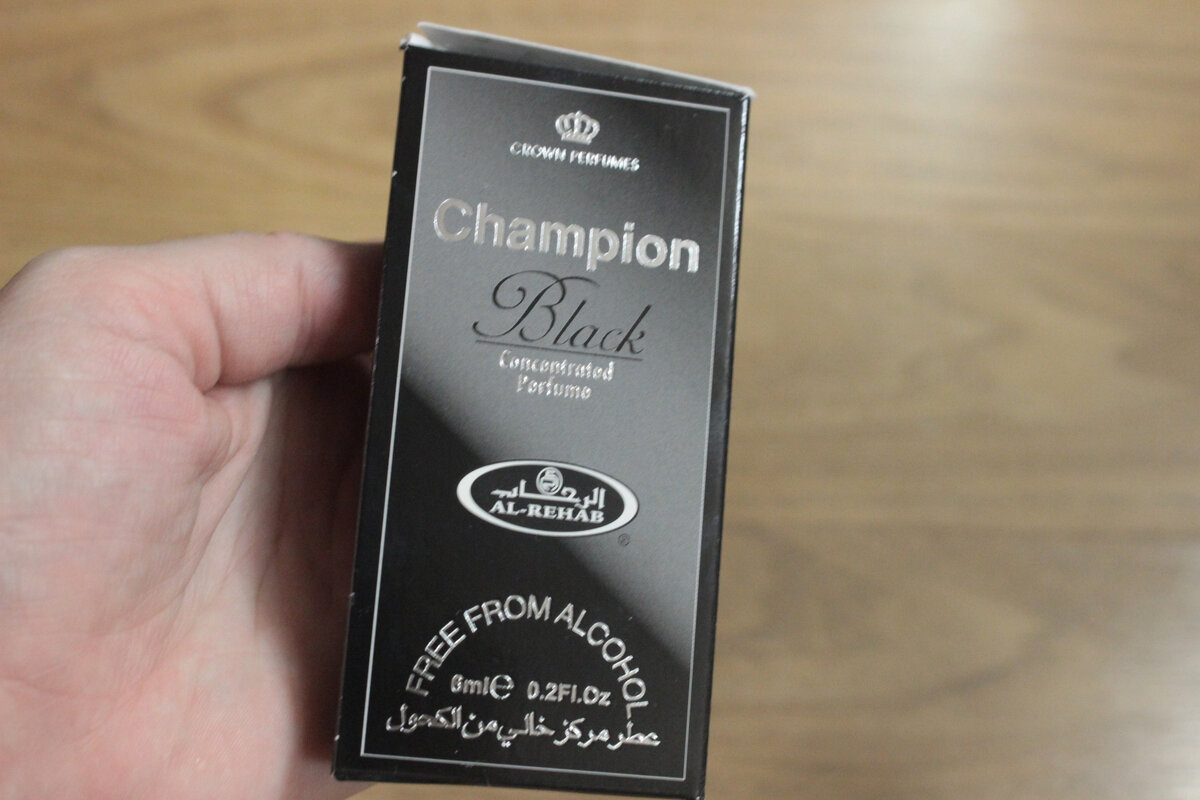 CROWN PERFUMES
Champion
Black
Concentrated
Perfume
الرحاب
AL-REHAB
®
FREE FROM ALCOHOL
6ml℮ 0.2Fl.Oz
عطر مركز خالي من الكحول